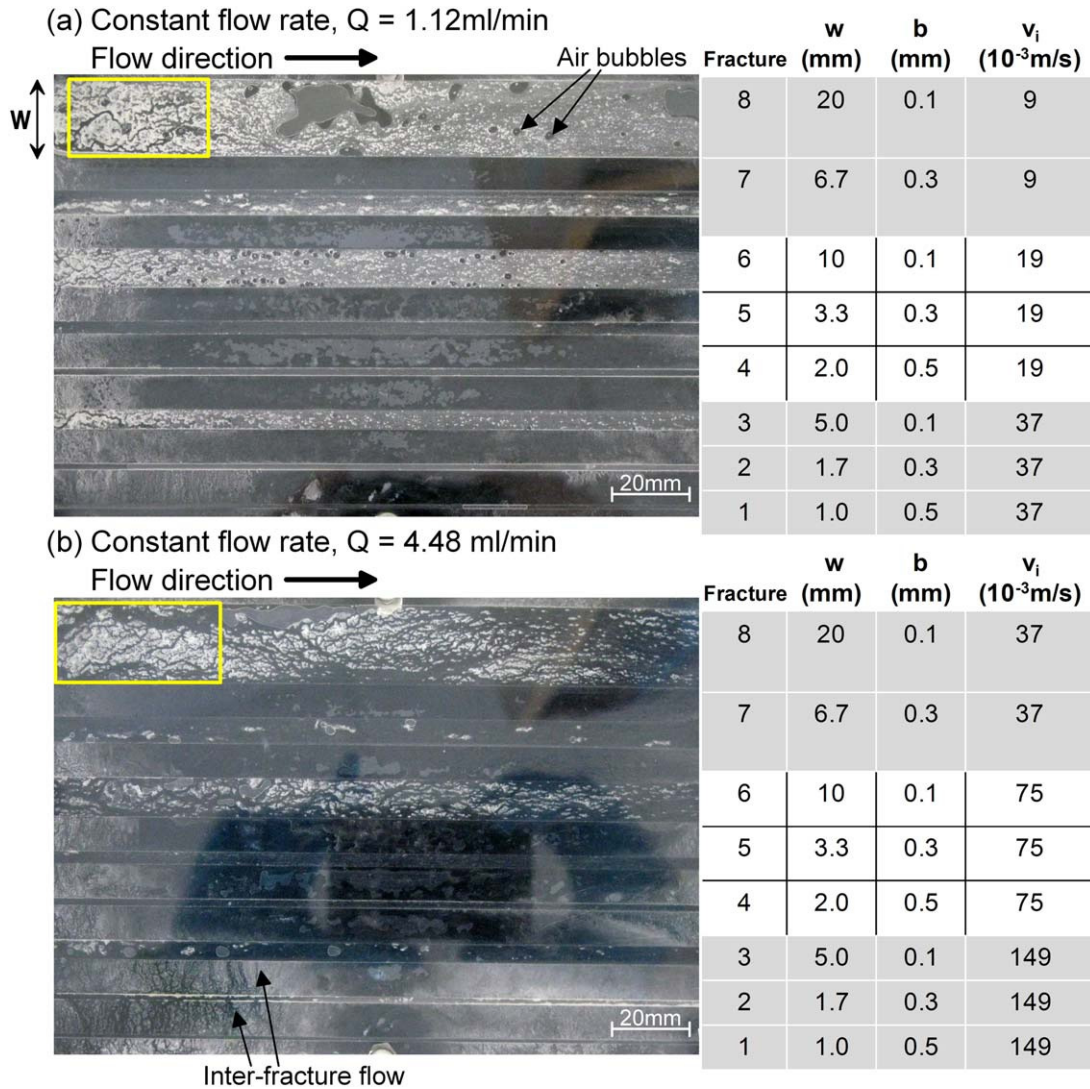 (a) Constant flow rate, Q = 1.12ml/min
Flow direction
Air bubbles
W
20mm
Fracture w (mm) b (mm) vi (10-3m/s)
8 20 0.1 9
7 6.7 0.3 9
6 10 0.1 19
5 3.3 0.3 19
4 2.0 0.5 19
3 5.0 0.1 37
2 1.7 0.3 37
1 1.0 0.5 37
(b) Constant flow rate, Q = 4.48 ml/min
Flow direction
20mm
Inter-fracture flow
Fracture w (mm) b (mm) vi (10-3m/s)
8 20 0.1 37
7 6.7 0.3 37
6 10 0.1 75
5 3.3 0.3 75
4 2.0 0.5 75
3 5.0 0.1 149
2 1.7 0.3 149
1 1.0 0.5 149